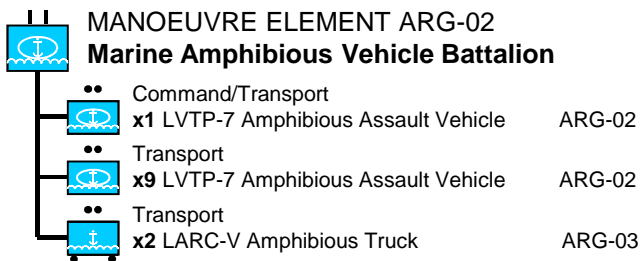 MANOEUVRE ELEMENT ARG-02
Marine Amphibious Vehicle Battalion
Command/Transport
x1 LVTP-7 Amphibious Assault Vehicle ARG-02
Transport
x9 LVTP-7 Amphibious Assault Vehicle ARG-02
Transport
x2 LARC-V Amphibious Truck ARG-03